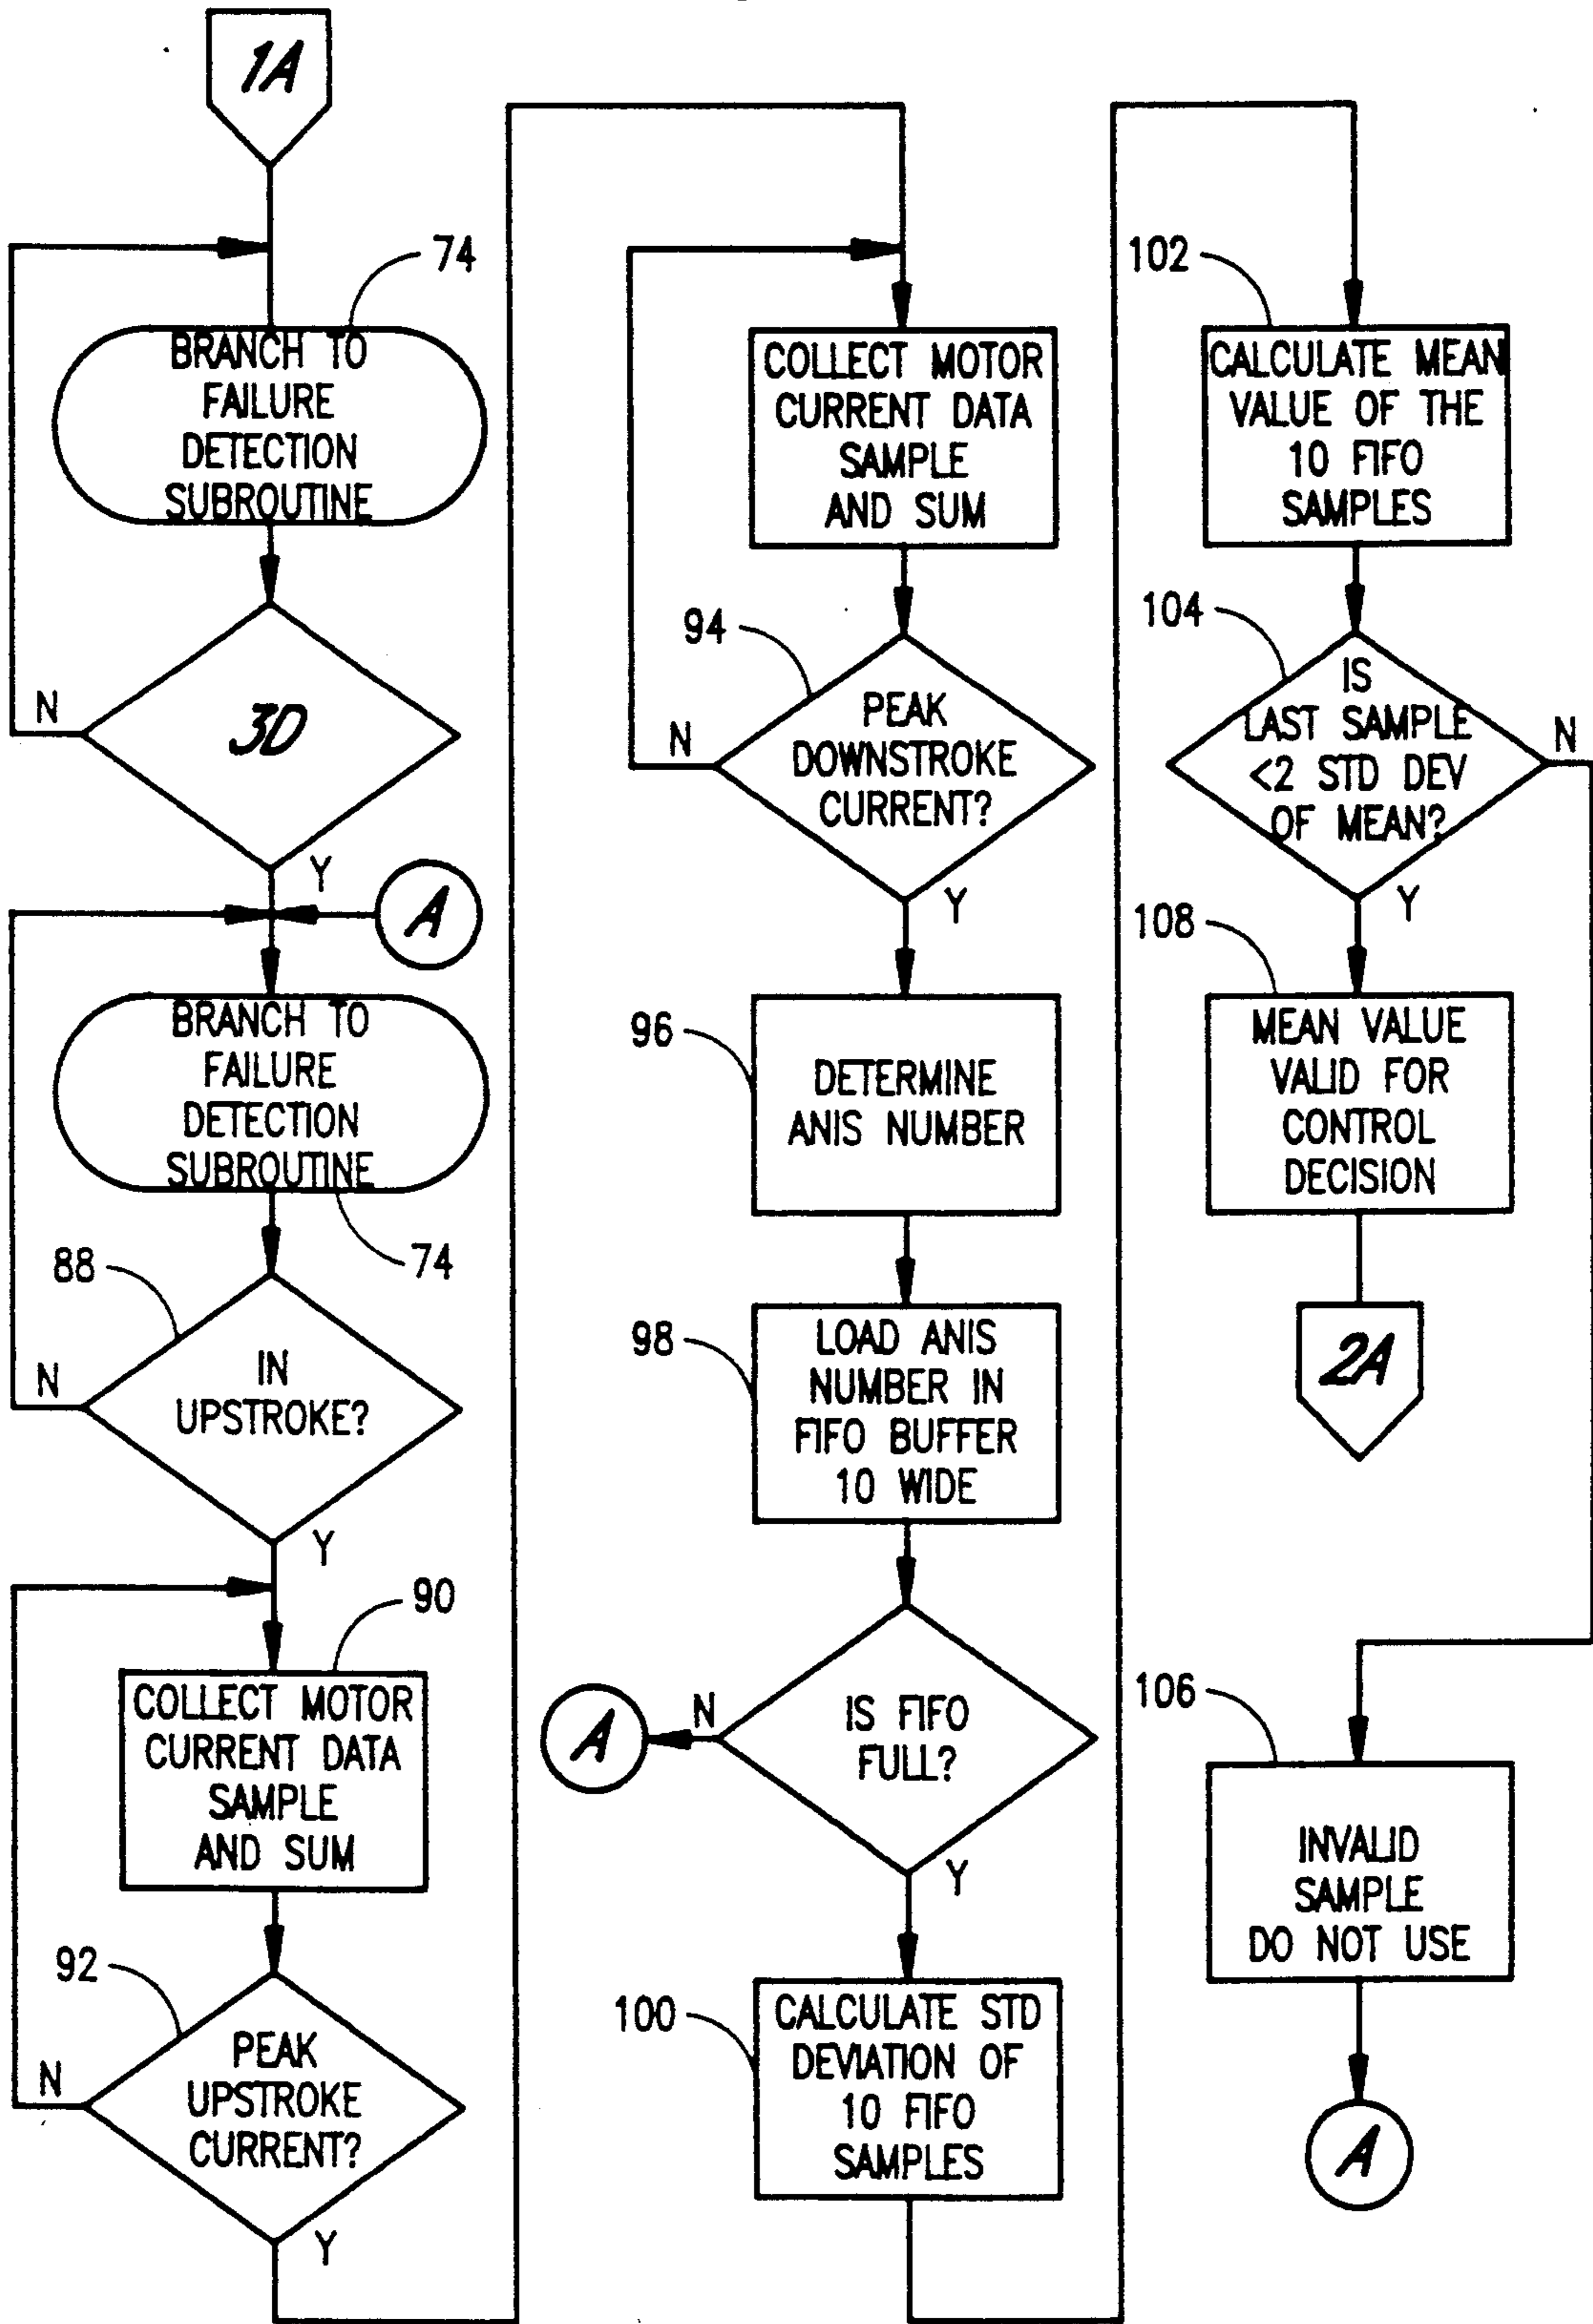 1A
74
BRANCH TO
FAILURE
DETECTION
SUBROUTINE
N
3D
Y
A
BRANCH TO
FAILURE
DETECTION
SUBROUTINE
74
88
IN
UPSTROKE?
N
Y
90
COLLECT MOTOR
CURRENT DATA
SAMPLE
AND SUM
92
PEAK
UPSTROKE
CURRENT?
N
Y
COLLECT MOTOR
CURRENT DATA
SAMPLE
AND SUM
94
PEAK
DOWNSTROKE
CURRENT?
N
Y
96
DETERMINE
ANIS NUMBER
98
LOAD ANIS
NUMBER IN
FIFO BUFFER
10 WIDE
A
N
IS FIFO
FULL?
Y
100
CALCULATE STD
DEVIATION OF
10 FIFO
SAMPLES
102
CALCULATE MEAN
VALUE OF THE
10 FIFO
SAMPLES
104
IS
LAST SAMPLE
<2 STD DEV
OF MEAN?
N
Y
108
MEAN VALUE
VALID FOR
CONTROL
DECISION
2A
106
INVALID
SAMPLE
DO NOT USE
A